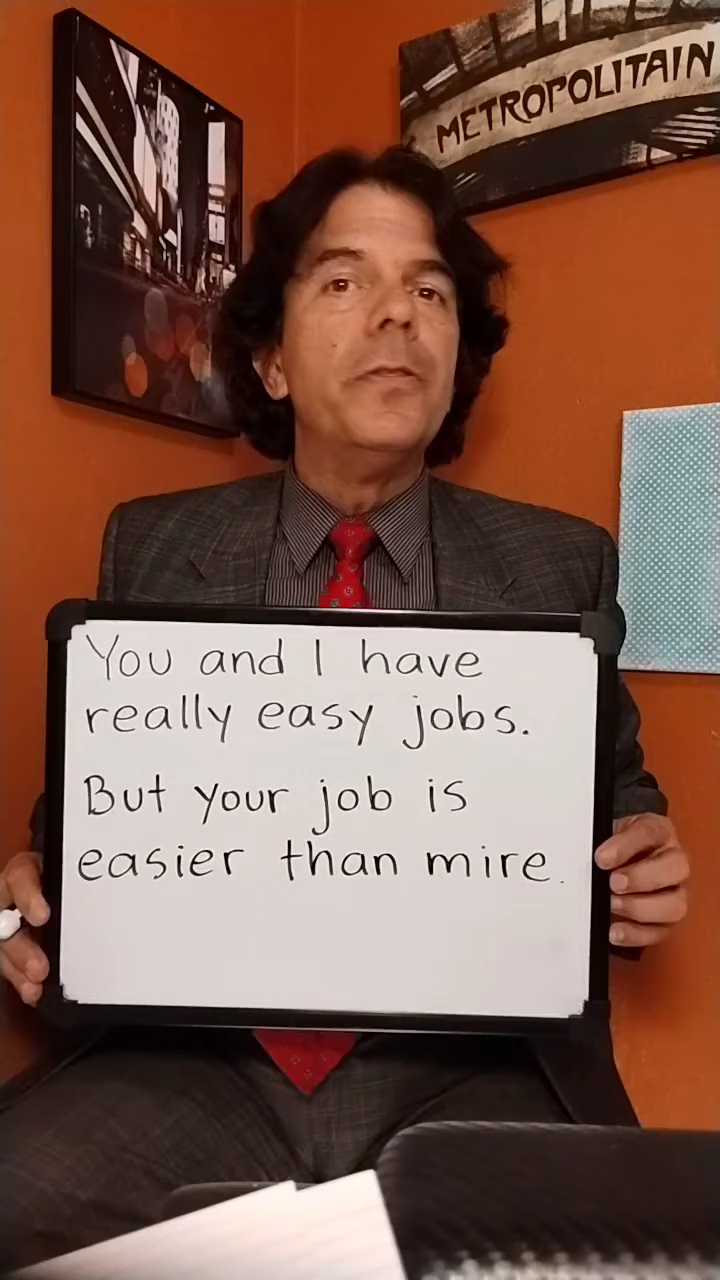 METROPOLITAIN
You and I have
really easy jobs.
But your job is
easier than mire.